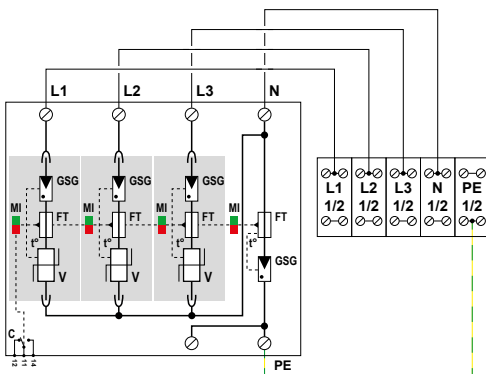 L1 L2 L3 N
GSG GSG GSG
MI FT MI FT MI FT MI FT
t° t° t° t°
V V V
GSG
C
12 11 14
PE
L1 L2 L3 N PE
1/2 1/2 1/2 1/2 1/2